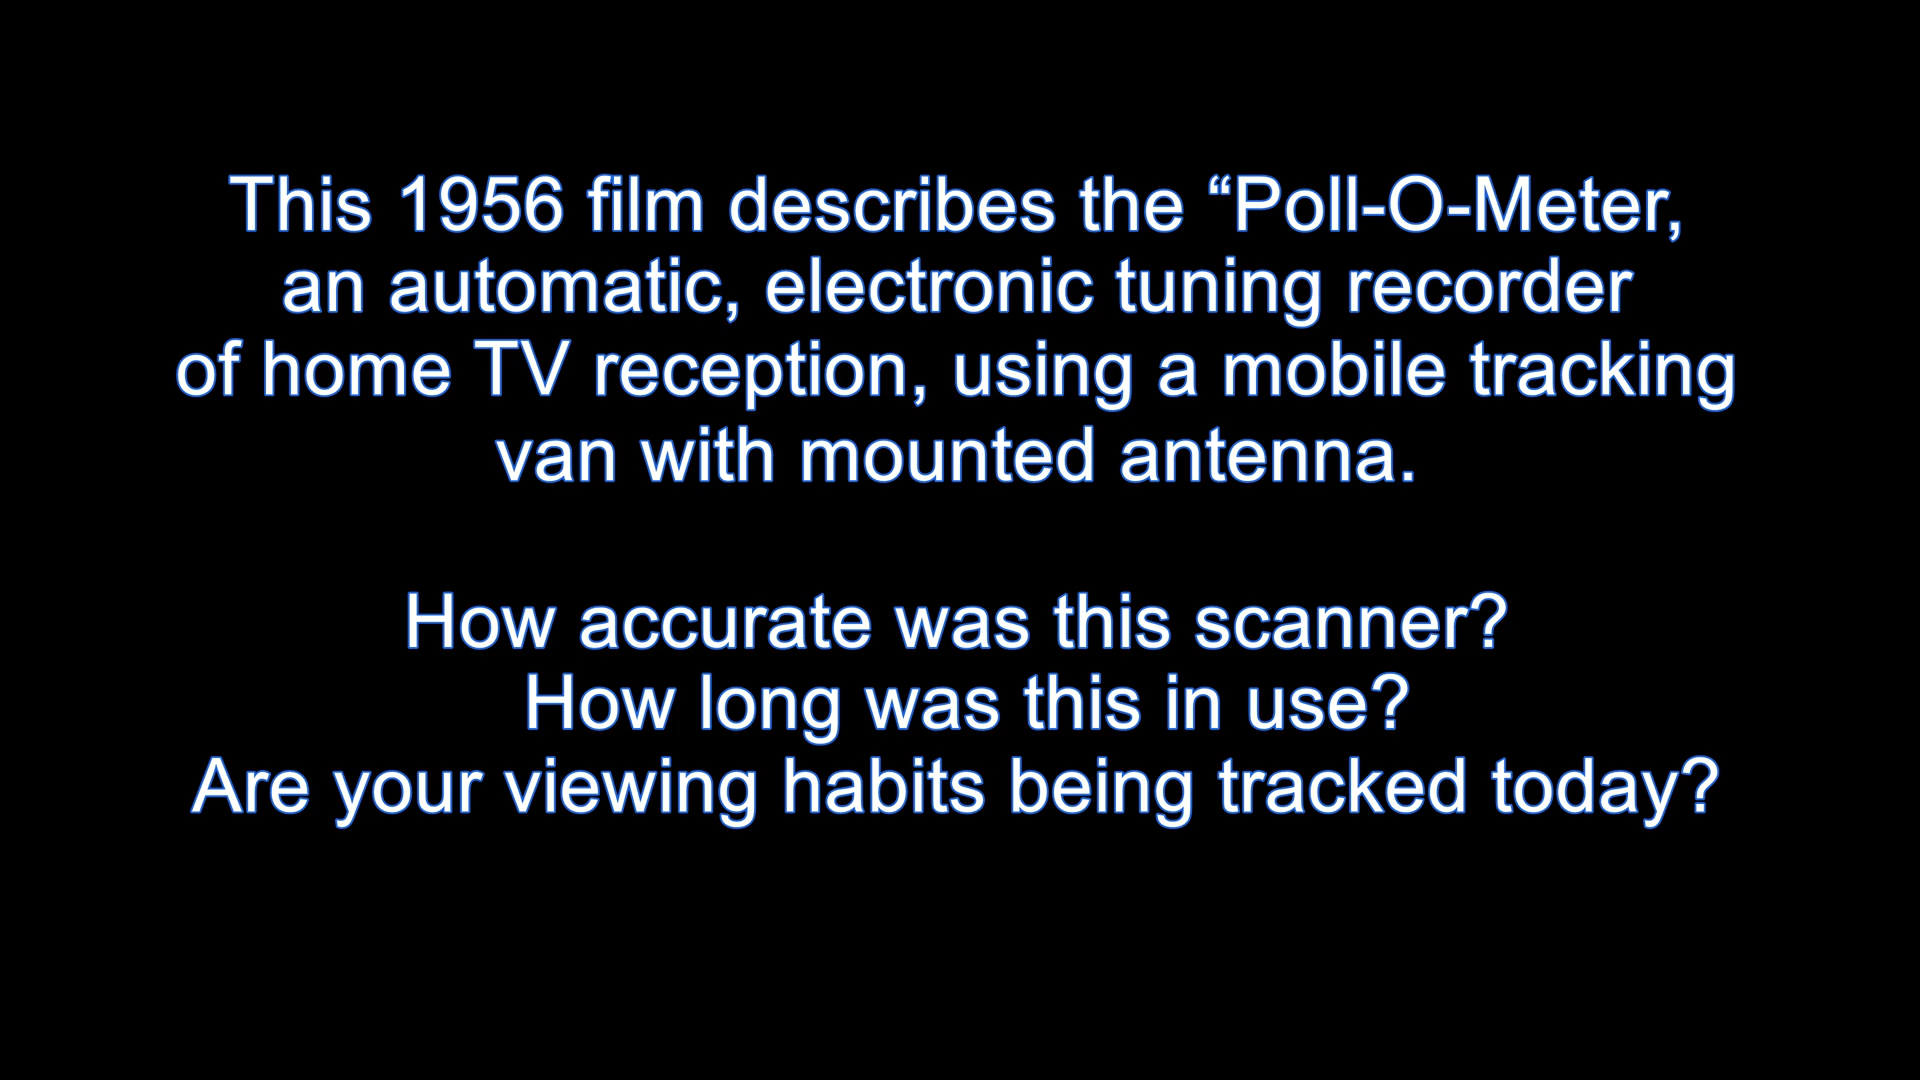 This 1956 film describes the “Poll-O-Meter,
an automatic, electronic tuning recorder
of home TV reception, using a mobile tracking
van with mounted antenna.
How accurate was this scanner?
How long was this in use?
Are your viewing habits being tracked today?